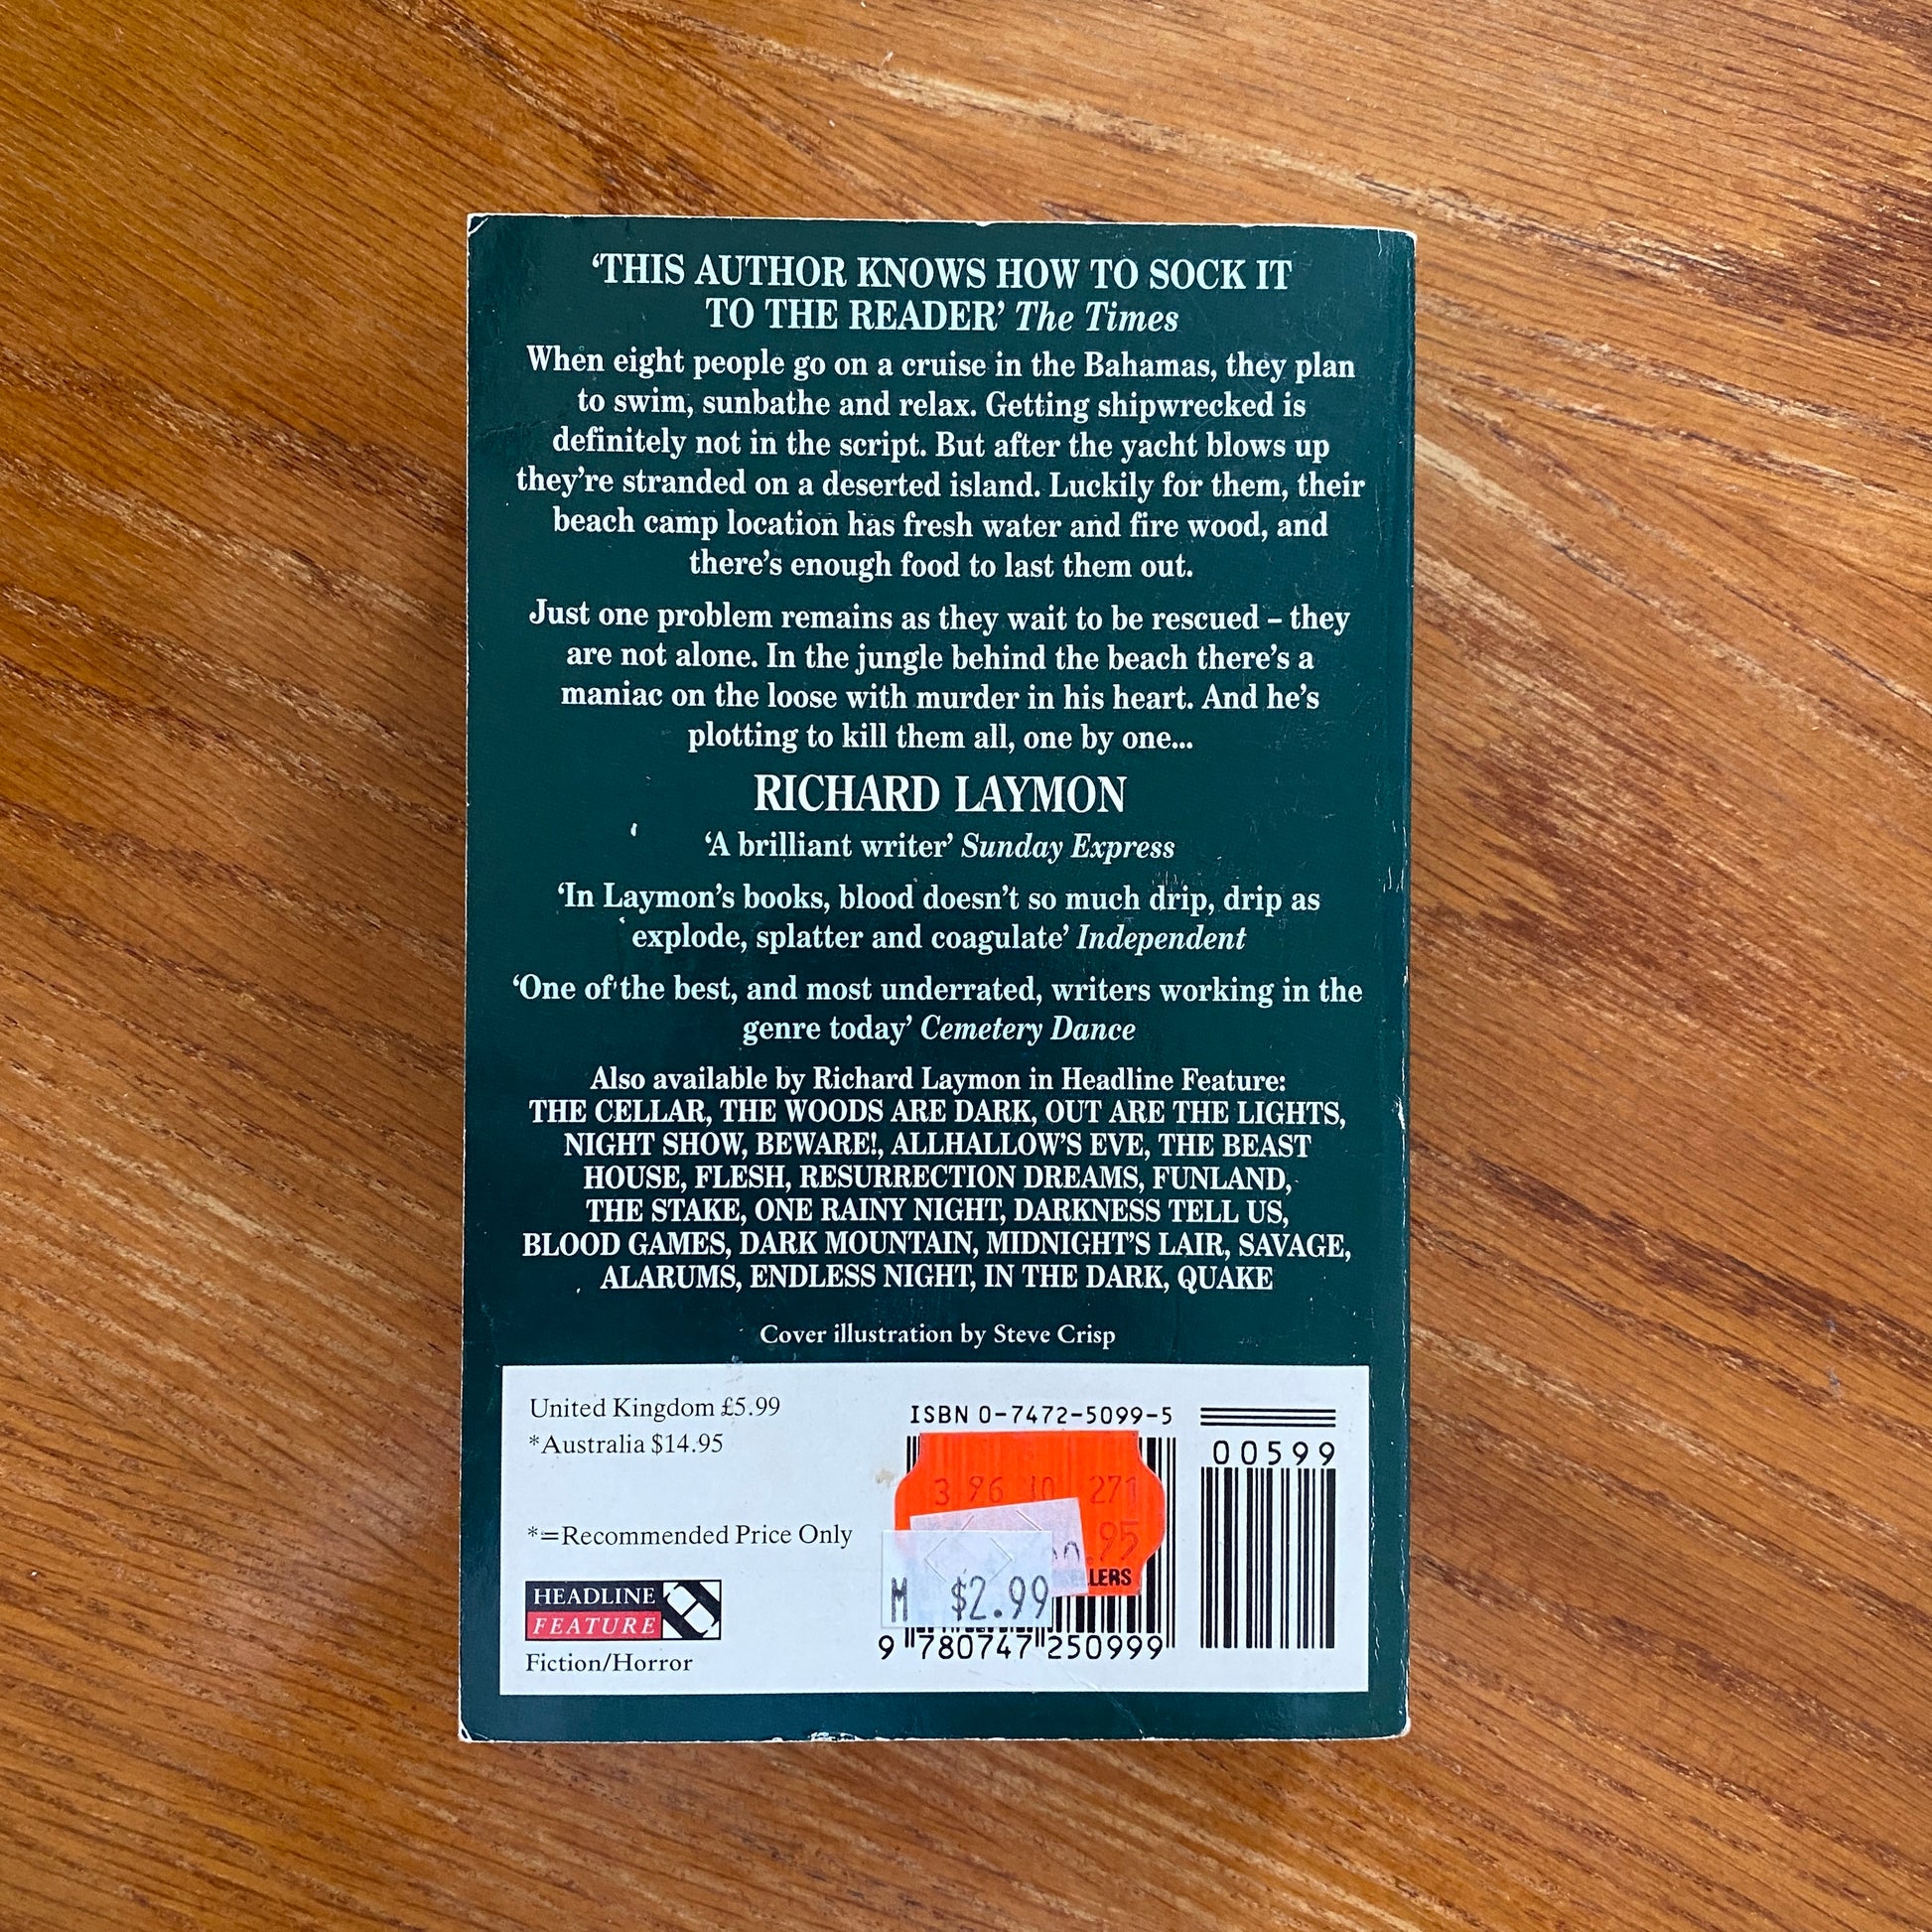 ‘THIS AUTHOR KNOWS HOW TO SOCK IT
TO THE READER’ The Times
When eight people go on a cruise in the Bahamas, they plan
to swim, sunbathe and relax. Getting shipwrecked is
definitely not in the script. But after the yacht blows up
they’re stranded on a deserted island. Luckily for them, their
beach camp location has fresh water and fire wood, and
there’s enough food to last them out.
Just one problem remains as they wait to be rescued – they
are not alone. In the jungle behind the beach there’s a
maniac on the loose with murder in his heart. And he’s
plotting to kill them all, one by one...
RICHARD LAYMON
‘A brilliant writer’ Sunday Express
‘In Laymon’s books, blood doesn’t so much drip, drip as
explode, splatter and coagulate’ Independent
‘One of the best, and most underrated, writers working in the
genre today’ Cemetery Dance
Also available by Richard Laymon in Headline Feature:
THE CELLAR, THE WOODS ARE DARK, OUT ARE THE LIGHTS,
NIGHT SHOW, BEWARE!, ALLHALLOW’S EVE, THE BEAST
HOUSE, FLESH, RESURRECTION DREAMS, FUNLAND,
THE STAKE, ONE RAINY NIGHT, DARKNESS TELL US,
BLOOD GAMES, DARK MOUNTAIN, MIDNIGHT’S LAIR, SAVAGE,
ALARUMS, ENDLESS NIGHT, IN THE DARK, QUAKE
Cover illustration by Steve Crisp
United Kingdom £5.99
*Australia $14.95
*=Recommended Price Only
HEADLINE
FEATURE
Fiction/Horror
ISBN 0-7472-5099-5
00599
3 96 10 271
.95
LLERS
M $2.99
9 780747 250999